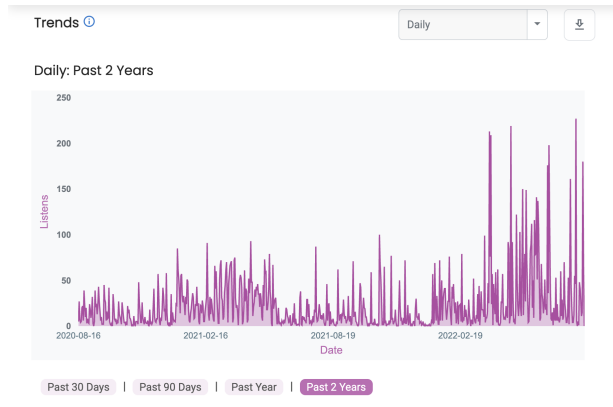 Trends
Daily
Daily: Past 2 Years
250
200
150
100
50
0
Listens
2020-08-16 2021-02-16 2021-08-19 2022-02-19
Date
Past 30 Days | Past 90 Days | Past Year | Past 2 Years